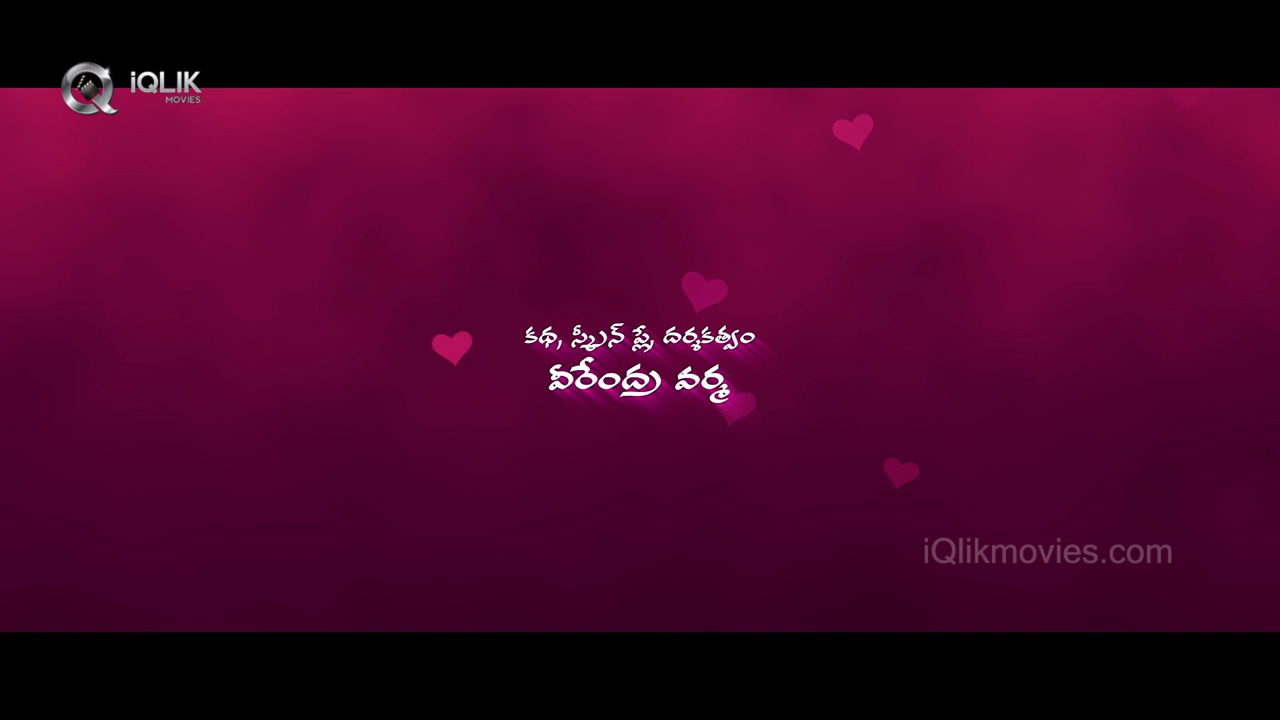 iQLIK
MOVIES
కథ, స్క్రీన్ ప్లే, దర్శకత్వం
వీరేంద్ర వర్మ
iQlikmovies.com